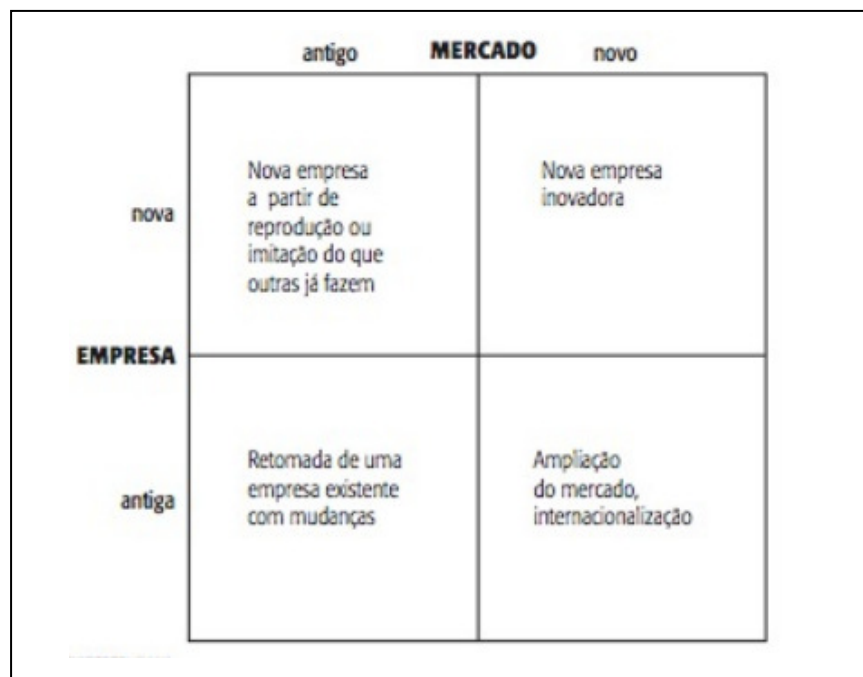 antigo MERCADO novo
Nova empresa
a partir de
reprodução ou
imitação do que
outras já fazem
Nova empresa
inovadora
nova
EMPRESA
Retomada de uma
empresa existente
com mudanças
Ampliação
do mercado,
internacionalização
antiga